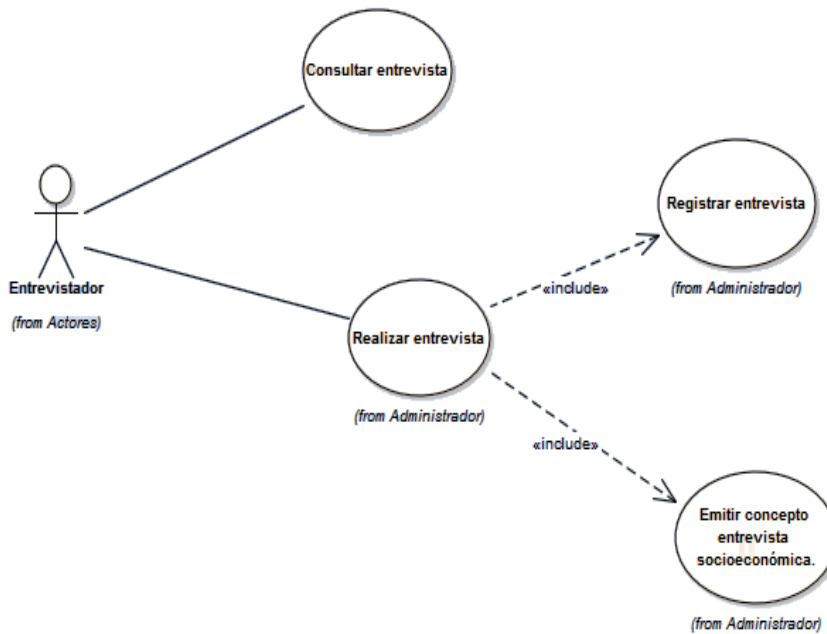 Consultar entrevista
Registrar entrevista
(from Administrador)
Entrevistador
(from Actores)
«include»
Realizar entrevista
(from Administrador)
«include»
Emitir concepto
entrevista
socioeconómica.
(from Administrador)